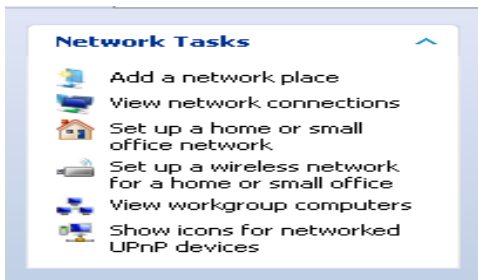 Network Tasks
Add a network place
View network connections
Set up a home or small
office network
Set up a wireless network
for a home or small office
View workgroup computers
Show icons for networked
UPnP devices